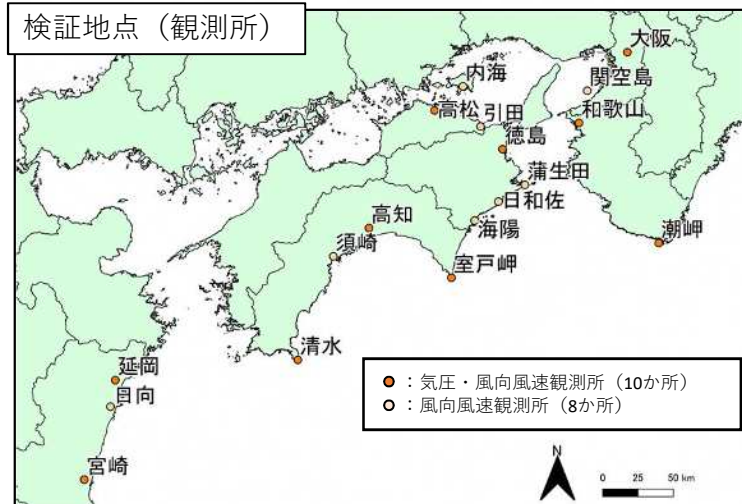 検証地点（観測所）
大阪
内海
関空島
高松
引田
和歌山
徳島
蒲生田
日和佐
高知
海陽
須崎
潮岬
室戸岬
清水
延岡
日向
宮崎
：気圧・風向風速観測所（10か所）
：風向風速観測所（8か所）
N
0 25 50 km